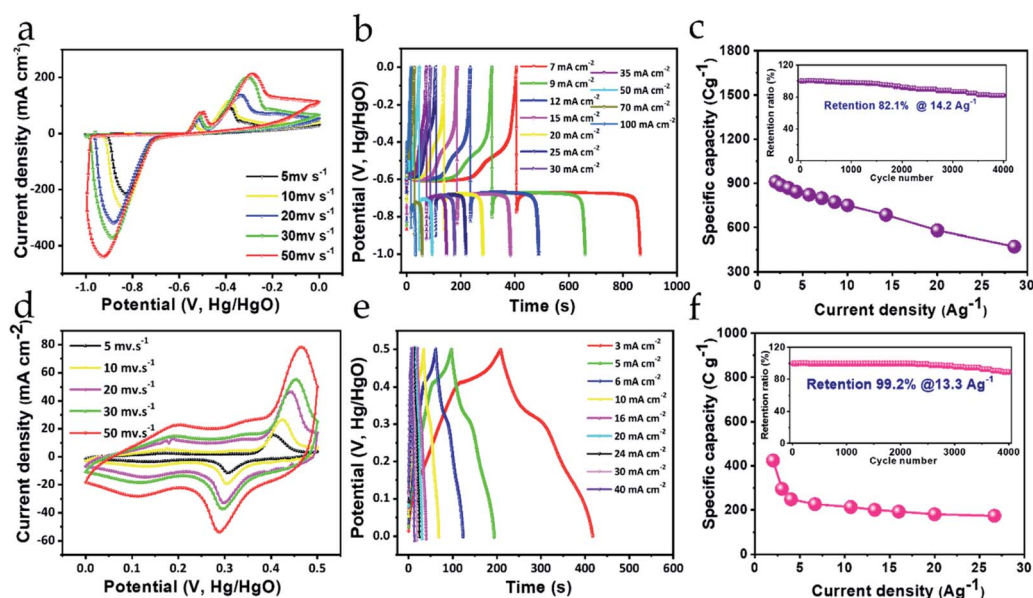 a
Current density (mA cm⁻²)
200
0
-200
-400
-1.0 -0.8 -0.6 -0.4 -0.2 0.0
Potential (V, Hg/HgO)
5mv s⁻¹
10mv s⁻¹
20mv s⁻¹
30mv s⁻¹
50mv s⁻¹
b
Potential (V, Hg/HgO)
0.0
-0.2
-0.4
-0.6
-0.8
-1.0
0 200 400 600 800 1000
Time (s)
7 mA cm⁻²
9 mA cm⁻²
12 mA cm⁻²
15 mA cm⁻²
20 mA cm⁻²
25 mA cm⁻²
30 mA cm⁻²
35 mA cm⁻²
50 mA cm⁻²
70 mA cm⁻²
100 mA cm⁻²
c
Specific capacity (Cg⁻¹)
1800
1500
1200
900
600
300
0 5 10 15 20 25 30
Current density (Ag⁻¹)
Retention ratio (%)
120
80
40
0
0 1000 2000 3000 4000
Cycle number
Retention 82.1% @ 14.2 Ag⁻¹
d
Current density (mA cm⁻²)
80
60
40
20
0
-20
-40
-60
0.0 0.1 0.2 0.3 0.4 0.5
Potential (V, Hg/HgO)
5 mv.s⁻¹
10 mv.s⁻¹
20 mv.s⁻¹
30 mv.s⁻¹
50 mv.s⁻¹
e
Potential (V, Hg/HgO)
0.5
0.4
0.3
0.2
0.1
0.0
0 100 200 300 400 500 600
Time (s)
3 mA cm⁻²
5 mA cm⁻²
6 mA cm⁻²
10 mA cm⁻²
16 mA cm⁻²
20 mA cm⁻²
24 mA cm⁻²
30 mA cm⁻²
40 mA cm⁻²
f
Specific capacity (C g⁻¹)
1000
800
600
400
200
0
0 5 10 15 20 25 30
Current density (Ag⁻¹)
Retention ratio (%)
120
80
40
0
0 1000 2000 3000 4000
Cycle number
Retention 99.2% @13.3 Ag⁻¹